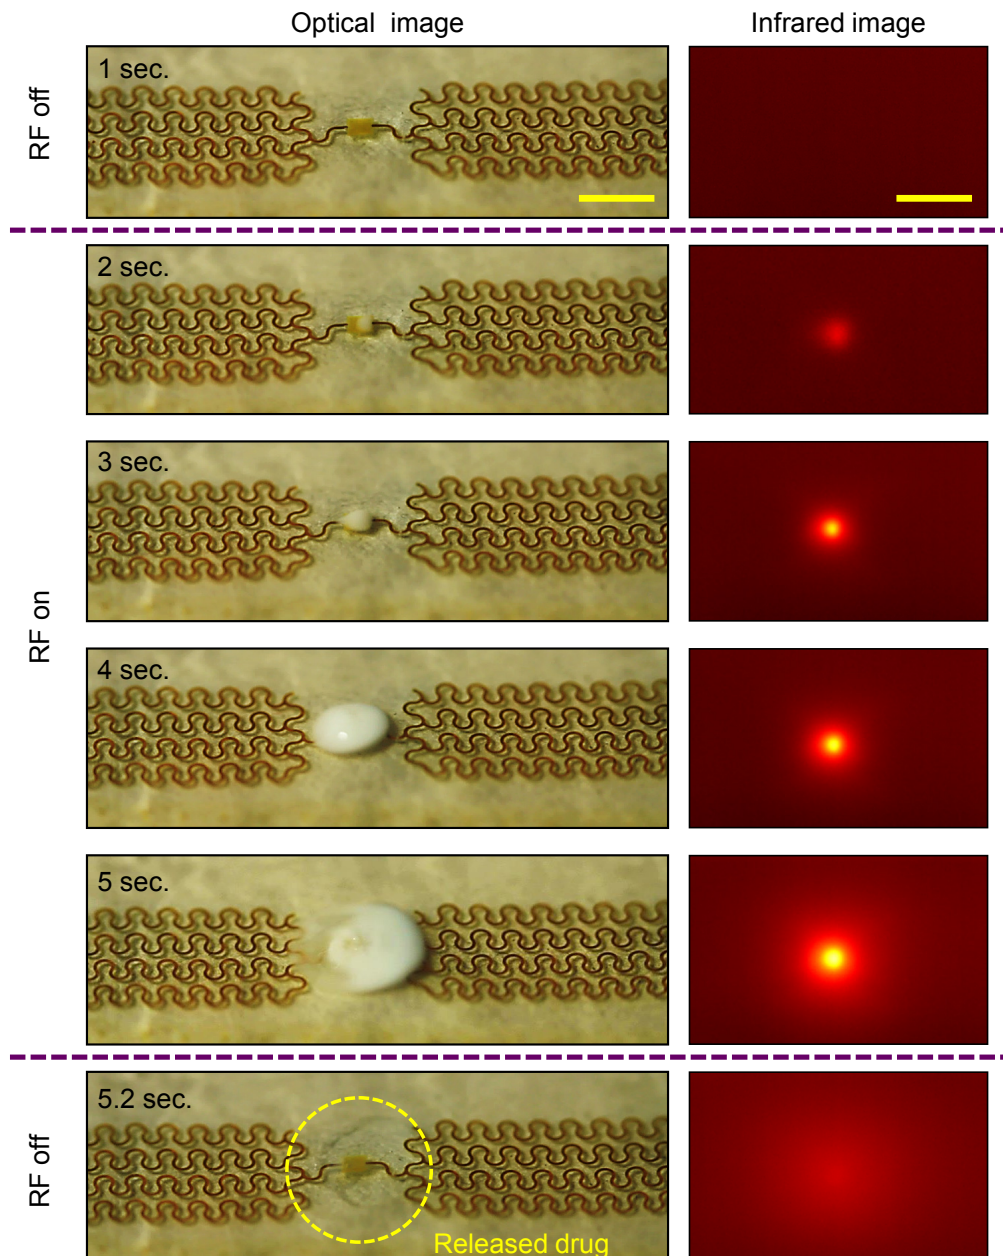 Optical image
Infrared image
RF off
1 sec.
RF on
2 sec.
3 sec.
4 sec.
5 sec.
RF off
5.2 sec.
Released drug